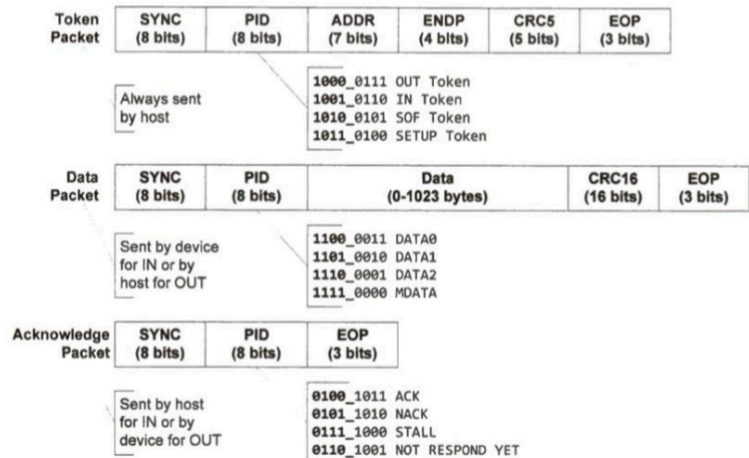 Token Packet
SYNC (8 bits) PID (8 bits) ADDR (7 bits) ENDP (4 bits) CRC5 (5 bits) EOP (3 bits)
Always sent by host
1000_0111 OUT Token
1001_0110 IN Token
1010_0101 SOF Token
1011_0100 SETUP Token
Data Packet
SYNC (8 bits) PID (8 bits) Data (0-1023 bytes) CRC16 (16 bits) EOP (3 bits)
Sent by device for IN or by host for OUT
1100_0011 DATA0
1101_0010 DATA1
1110_0001 DATA2
1111_0000 MDATA
Acknowledge Packet
SYNC (8 bits) PID (8 bits) EOP (3 bits)
Sent by host for IN or by device for OUT
0100_1011 ACK
0101_1010 NACK
0111_1000 STALL
0110_1001 NOT RESPOND YET